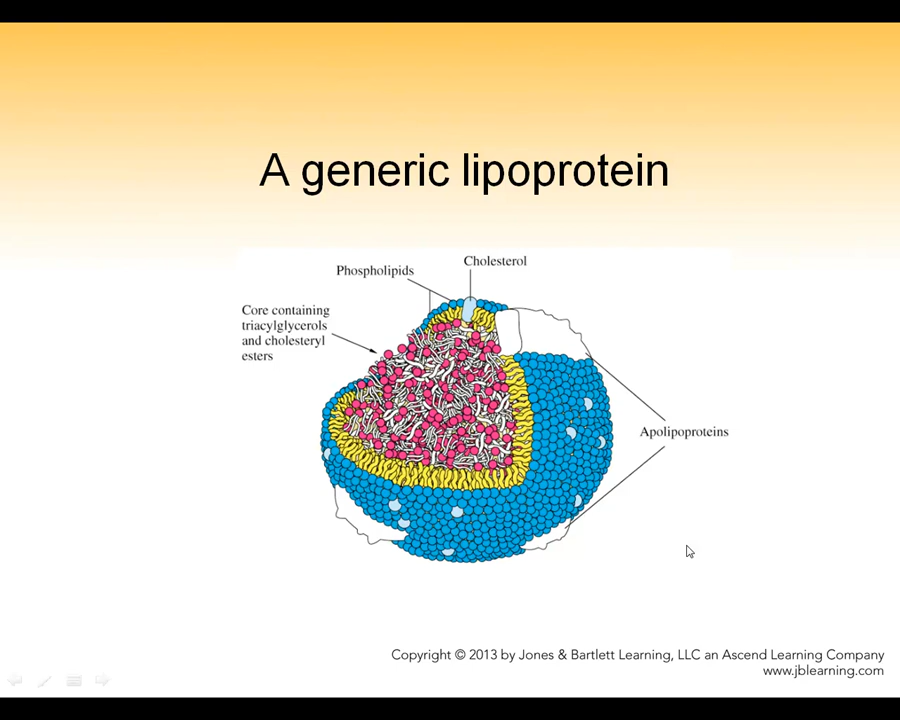 A generic lipoprotein
Cholesterol
Phospholipids
Core containing
triacylglycerols
and cholesteryl
esters
Apolipoproteins
Copyright © 2013 by Jones & Bartlett Learning, LLC an Ascend Learning Company
www.jblearning.com